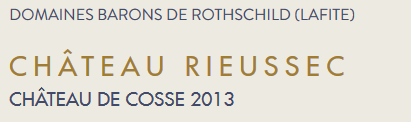 DOMAINES BARONS DE ROTHSCHILD (LAFITE)
CHÂTEAU RIEUSSEC
CHÂTEAU DE COSSE 2013